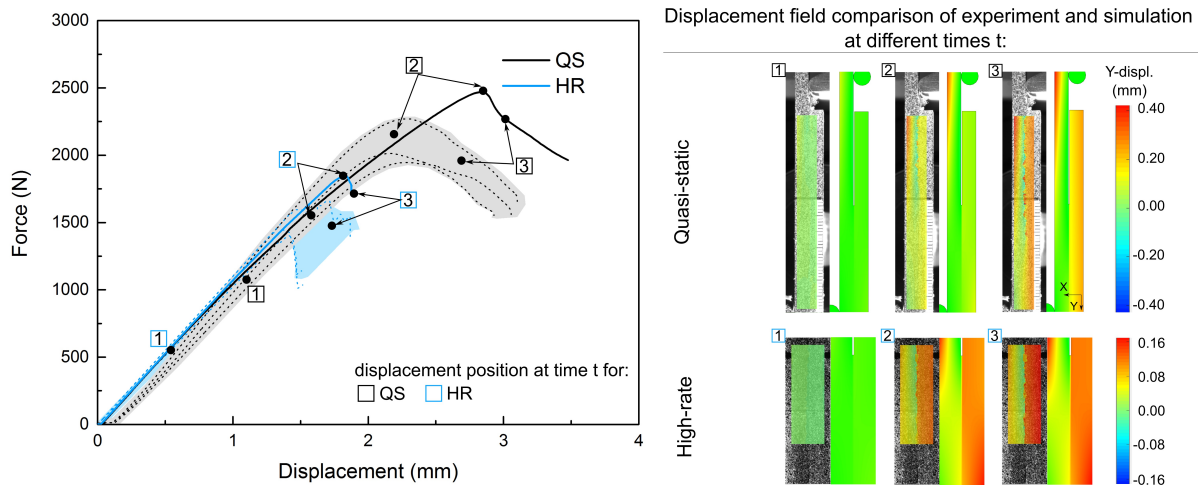 3000
2500
2000
1500
1000
500
0
Force (N)
0
1
2
3
4
Displacement (mm)
QS
HR
2
2
3
3
1
1
displacement position at time t for:
QS HR
Displacement field comparison of experiment and simulation
at different times t:
Quasi-static
1
2
3
X
Y
Y-displ.
(mm)
0.40
0.20
0.00
-0.20
-0.40
High-rate
1
2
3
0.16
0.08
0.00
-0.08
-0.16